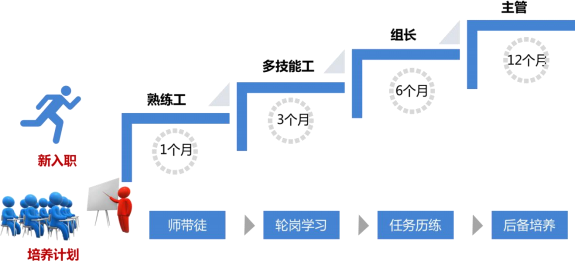 主管
组长
多技能工
熟练工
12个月
6个月
3个月
1个月
新入职
师带徒
轮岗学习
任务历练
后备培养
培养计划